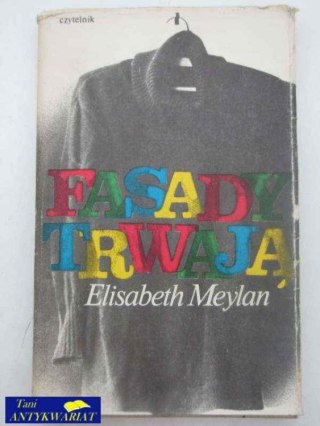 czytelnik
FASADY
TRWAJĄ
Elisabeth Meylan
Tani
ANTYKWARIAT